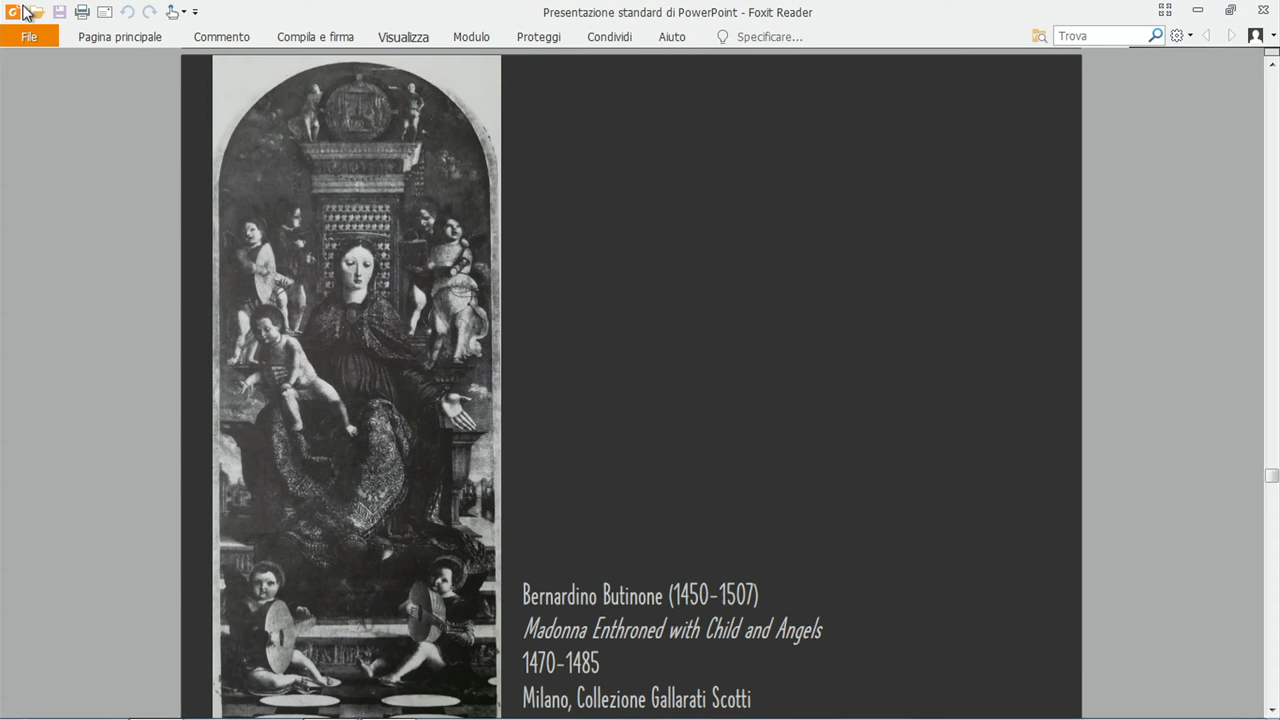 Presentazione standard di PowerPoint - Foxit Reader
File Pagina principale Commento Compila e firma Visualizza Modulo Proteggi Condividi Aiuto Specificare... Trova
Bernardino Butinone (1450-1507)
Madonna Enthroned with Child and Angels
1470-1485
Milano, Collezione Gallarati Scotti